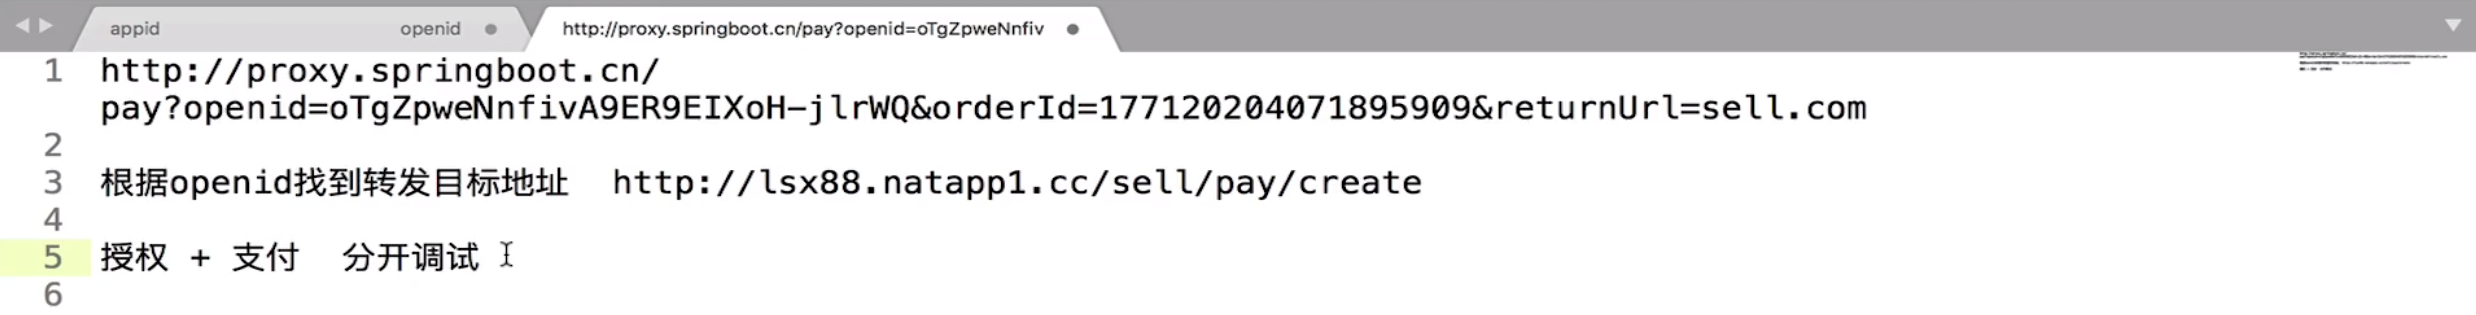 appid
openid
http://proxy.springboot.cn/pay?openid=oTgZpweNnfiv
1 http://proxy.springboot.cn/
pay?openid=oTgZpweNnfivA9ER9EIXoH-jlrWQ&orderId=177120204071895909&returnUrl=sell.com
2
3 根据openid找到转发目标地址 http://lsx88.natapp1.cc/sell/pay/create
4
5 授权 + 支付 分开调试
6